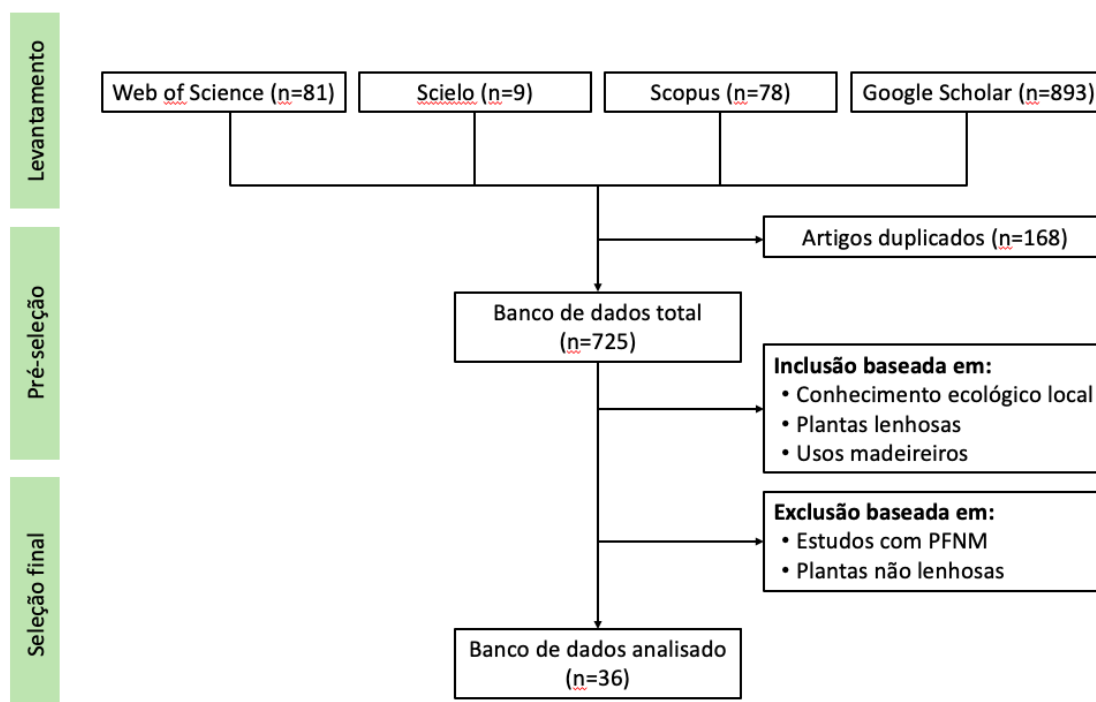 Levantamento
Web of Science (n=81)
Scielo (n=9)
Scopus (n=78)
Google Scholar (n=893)
Artigos duplicados (n=168)
Pré-seleção
Banco de dados total
(n=725)
Inclusão baseada em:
• Conhecimento ecológico local
• Plantas lenhosas
• Usos madeireiros
Seleção final
Exclusão baseada em:
• Estudos com PFNM
• Plantas não lenhosas
Banco de dados analisado
(n=36)